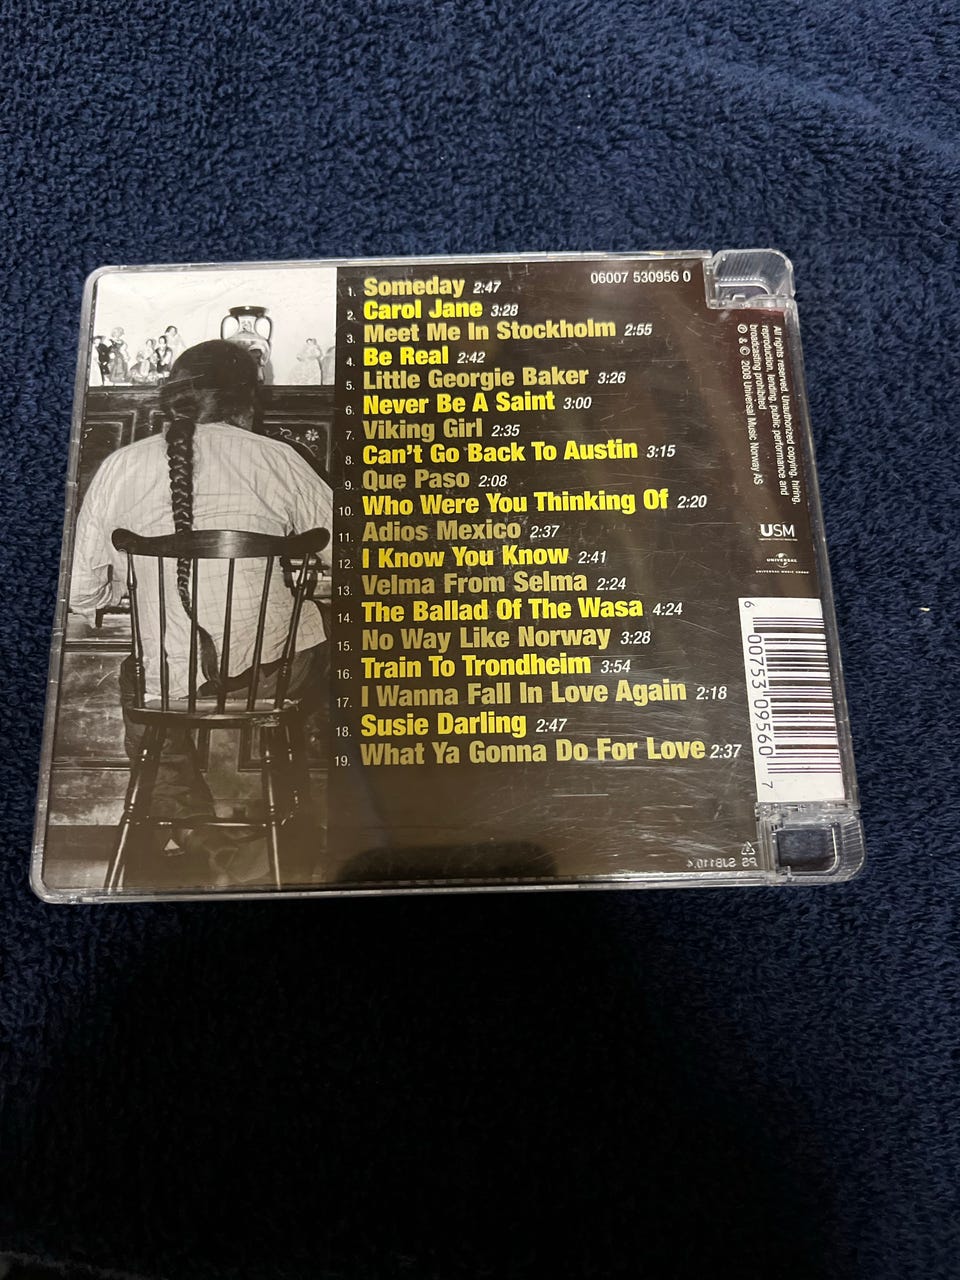 06007 530956 0
1. Someday 2:47
2. Carol Jane 3:28
3. Meet Me In Stockholm 2:55
4. Be Real 2:42
5. Little Georgie Baker 3:26
6. Never Be A Saint 3:00
7. Viking Girl 2:35
8. Can't Go Back To Austin 3:15
9. Que Paso 2:08
10. Who Were You Thinking Of 2:20
11. Adios Mexico 2:37
12. I Know You Know 2:41
13. Velma From Selma 2:24
14. The Ballad Of The Wasa 4:24
15. No Way Like Norway 3:28
16. Train To Trondheim 3:54
17. I Wanna Fall In Love Again 2:18
18. Susie Darling 2:47
19. What Ya Gonna Do For Love 2:37
All rights reserved. Unauthorized copying, hiring,
reproduction, lending, public performance and
broadcasting prohibited
℗ & © 2008 Universal Music Norway AS
USM
UNIVERSAL
UNIVERSAL MUSIC GROUP
6 00753 09560 7